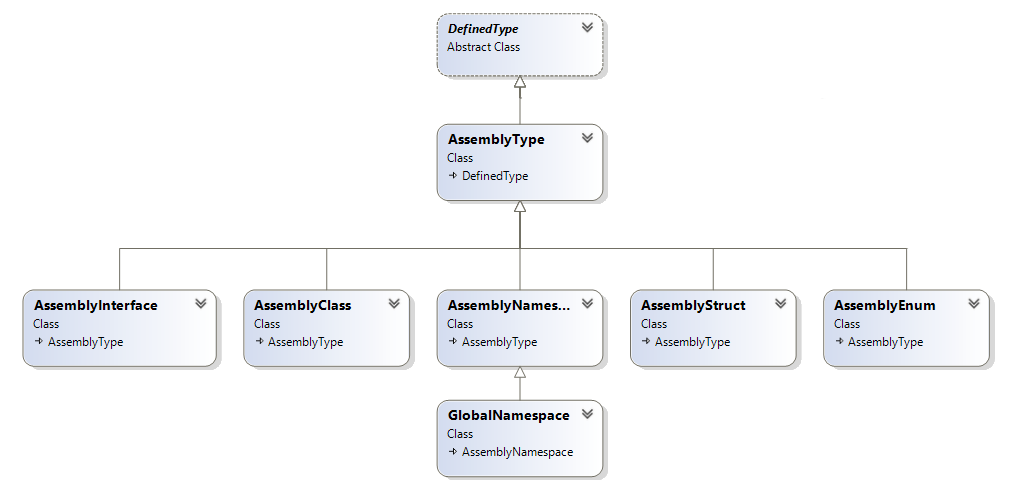 DefinedType
Abstract Class
AssemblyType
Class
DefinedType
AssemblyInterface
Class
AssemblyType
AssemblyClass
Class
AssemblyType
AssemblyNames...
Class
AssemblyType
AssemblyStruct
Class
AssemblyType
AssemblyEnum
Class
AssemblyType
GlobalNamespace
Class
AssemblyNamespace